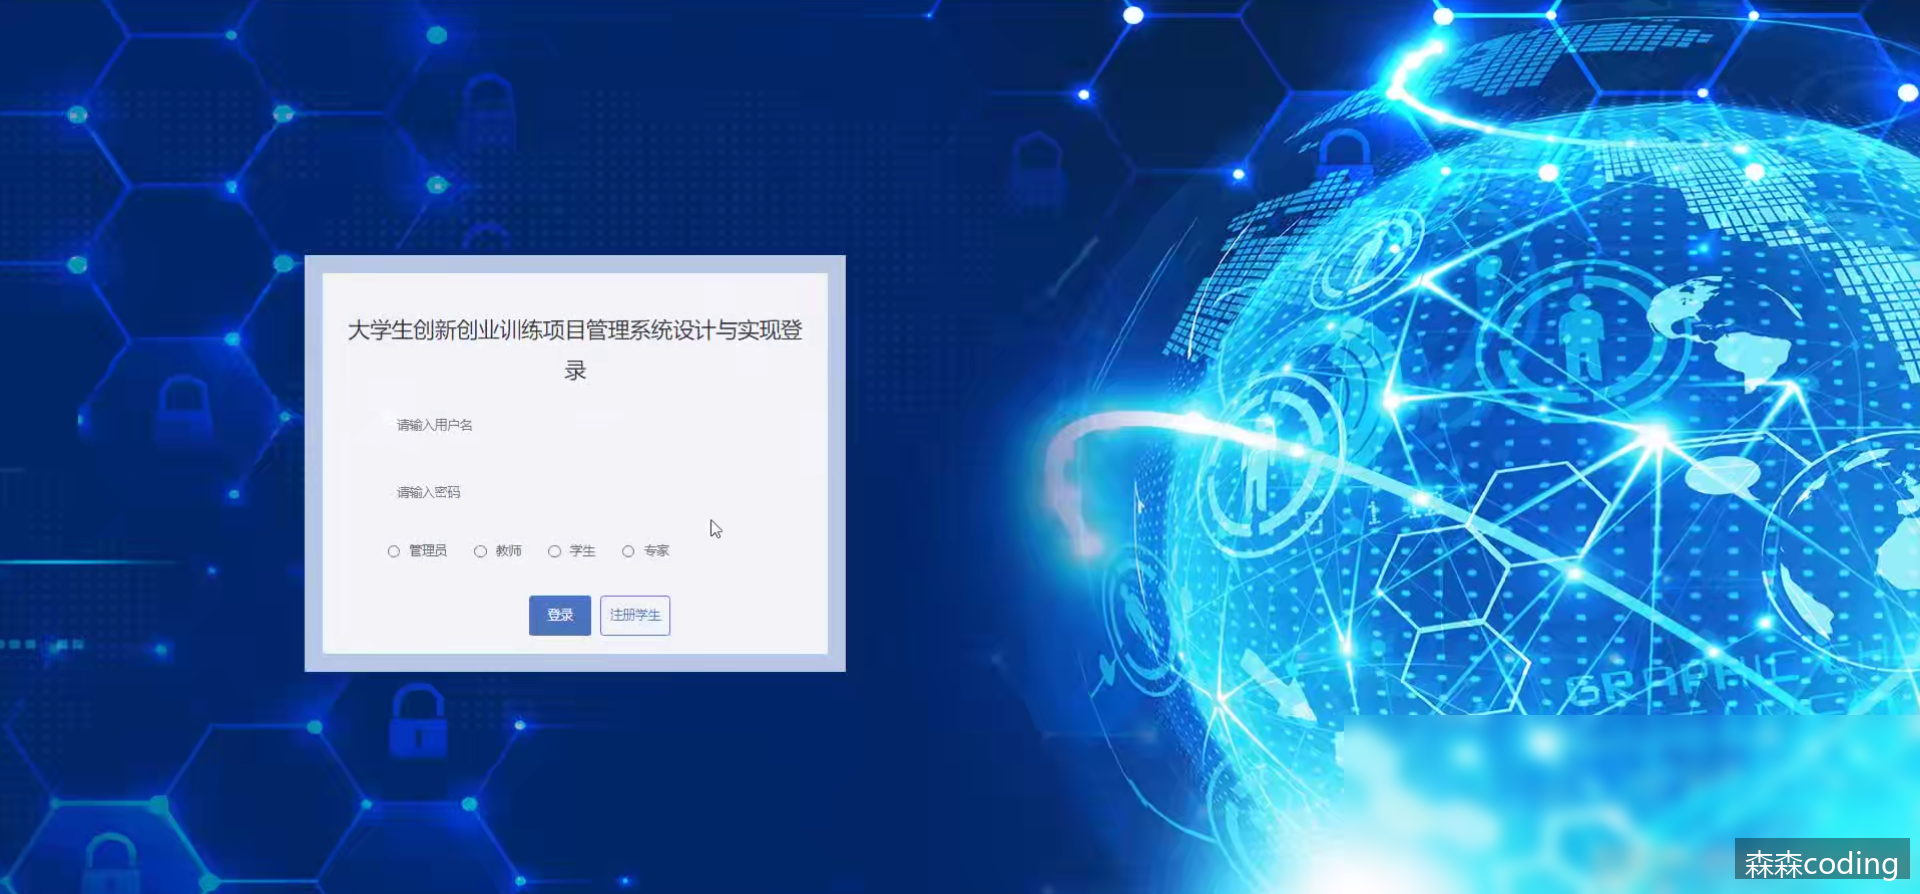 大学生创新创业训练项目管理系统设计与实现登
录
请输入用户名
请输入密码
管理员 教师 学生 专家
登录 注册学生
GRAPHIC
森森coding